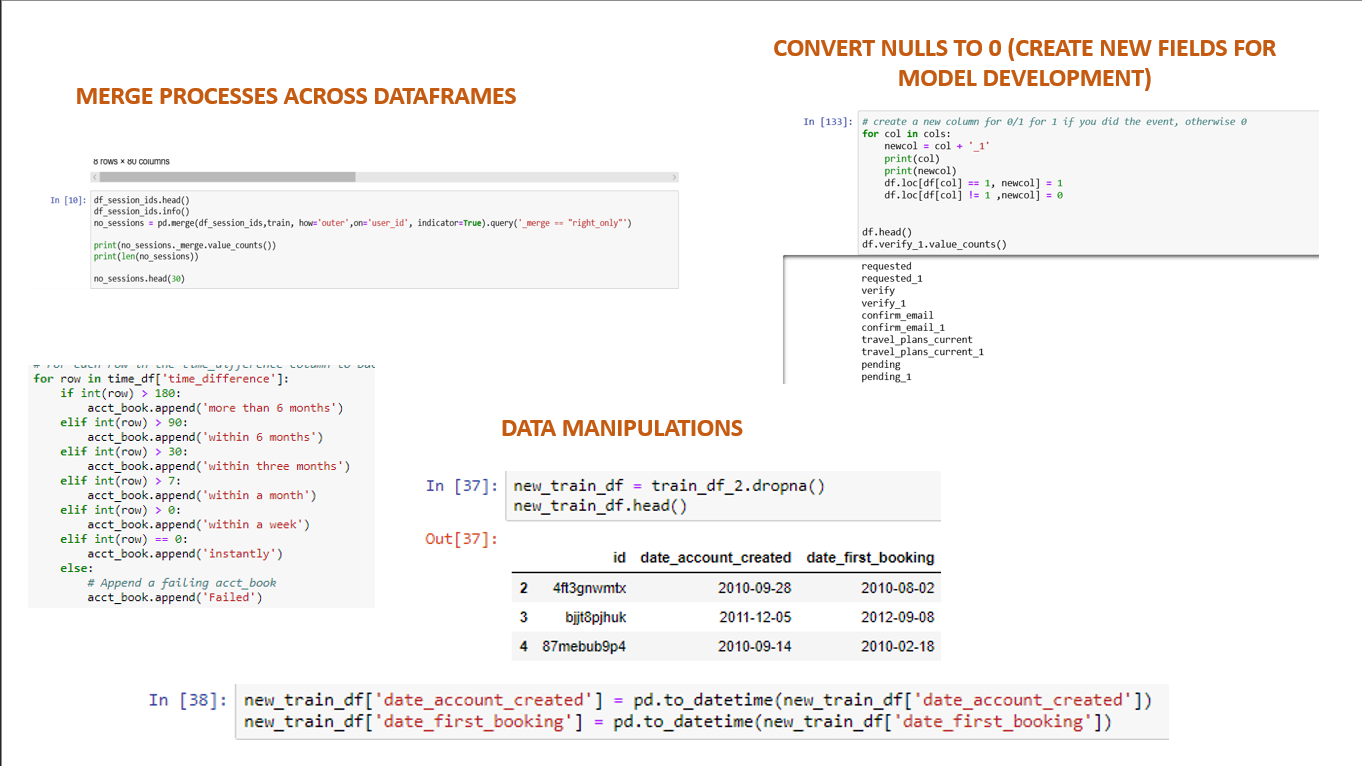 MERGE PROCESSES ACROSS DATAFRAMES
8 rows × 80 columns
In [10]:
df_session_ids.head()
df_session_ids.info()
no_sessions = pd.merge(df_session_ids,train, how='outer',on='user_id', indicator=True).query('_merge == "right_only"')
print(no_sessions._merge.value_counts())
print(len(no_sessions))
no_sessions.head(30)
CONVERT NULLS TO 0 (CREATE NEW FIELDS FOR
MODEL DEVELOPMENT)
In [133]:
# create a new column for 0/1 for 1 if you did the event, otherwise 0
for col in cols:
    newcol = col + '_1'
    print(col)
    print(newcol)
    df.loc[df[col] == 1, newcol] = 1
    df.loc[df[col] != 1 ,newcol] = 0
df.head()
df.verify_1.value_counts()
requested
requested_1
verify
verify_1
confirm_email
confirm_email_1
travel_plans_current
travel_plans_current_1
pending
pending_1
# For each row in the time_difference column to
for row in time_df['time_difference']:
    if int(row) > 180:
        acct_book.append('more than 6 months')
    elif int(row) > 90:
        acct_book.append('within 6 months')
    elif int(row) > 30:
        acct_book.append('within three months')
    elif int(row) > 7:
        acct_book.append('within a month')
    elif int(row) > 0:
        acct_book.append('within a week')
    elif int(row) == 0:
        acct_book.append('instantly')
    else:
        # Append a failing acct_book
        acct_book.append('Failed')
DATA MANIPULATIONS
In [37]:
new_train_df = train_df_2.dropna()
new_train_df.head()
Out[37]:
id date_account_created date_first_booking
2 4ft3gnwmtx 2010-09-28 2010-08-02
3 bjjt8pjhuk 2011-12-05 2012-09-08
4 87mebub9p4 2010-09-14 2010-02-18
In [38]:
new_train_df['date_account_created'] = pd.to_datetime(new_train_df['date_account_created'])
new_train_df['date_first_booking'] = pd.to_datetime(new_train_df['date_first_booking'])